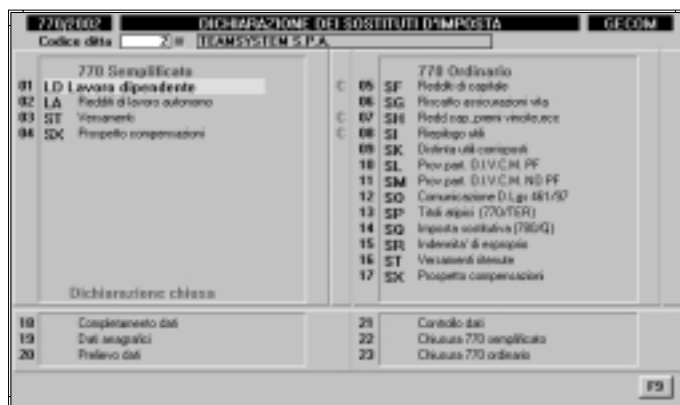 770/2002 DICHIARAZIONE DEI SOSTITUTI D'IMPOSTA GECOM
Codice ditta 2 = TEAMSYSTEM S.P.A.
770 Semplificato
01 LD Lavoro dipendente C
02 LA Redditi di lavoro autonomo
03 ST Versamenti C
04 SX Prospetto compensazioni C
Dichiarazione chiusa
770 Ordinario
05 SF Redditi di capitale
06 SG Riscatto assicurazioni vita
07 SH Redd.cap.,premi vincite,ecc
08 SI Riepilogo utili
09 SK Distinta utili corrisposti
10 SL Prov.part. O.I.V.C.M. PF
11 SM Prov.part. O.I.V.C.M. NO PF
12 SO Comunicazione D.Lgs 461/97
13 SP Titoli atipici (770/TER)
14 SQ Imposta sostitutiva (780/Q)
15 SR Indennita' di esproprio
16 ST Versamenti ritenute
17 SX Prospetto compensazioni
18 Completamento dati
19 Dati anagrafici
20 Prelievo dati
21 Controllo dati
22 Chiusura 770 semplificato
23 Chiusura 770 ordinario
F9